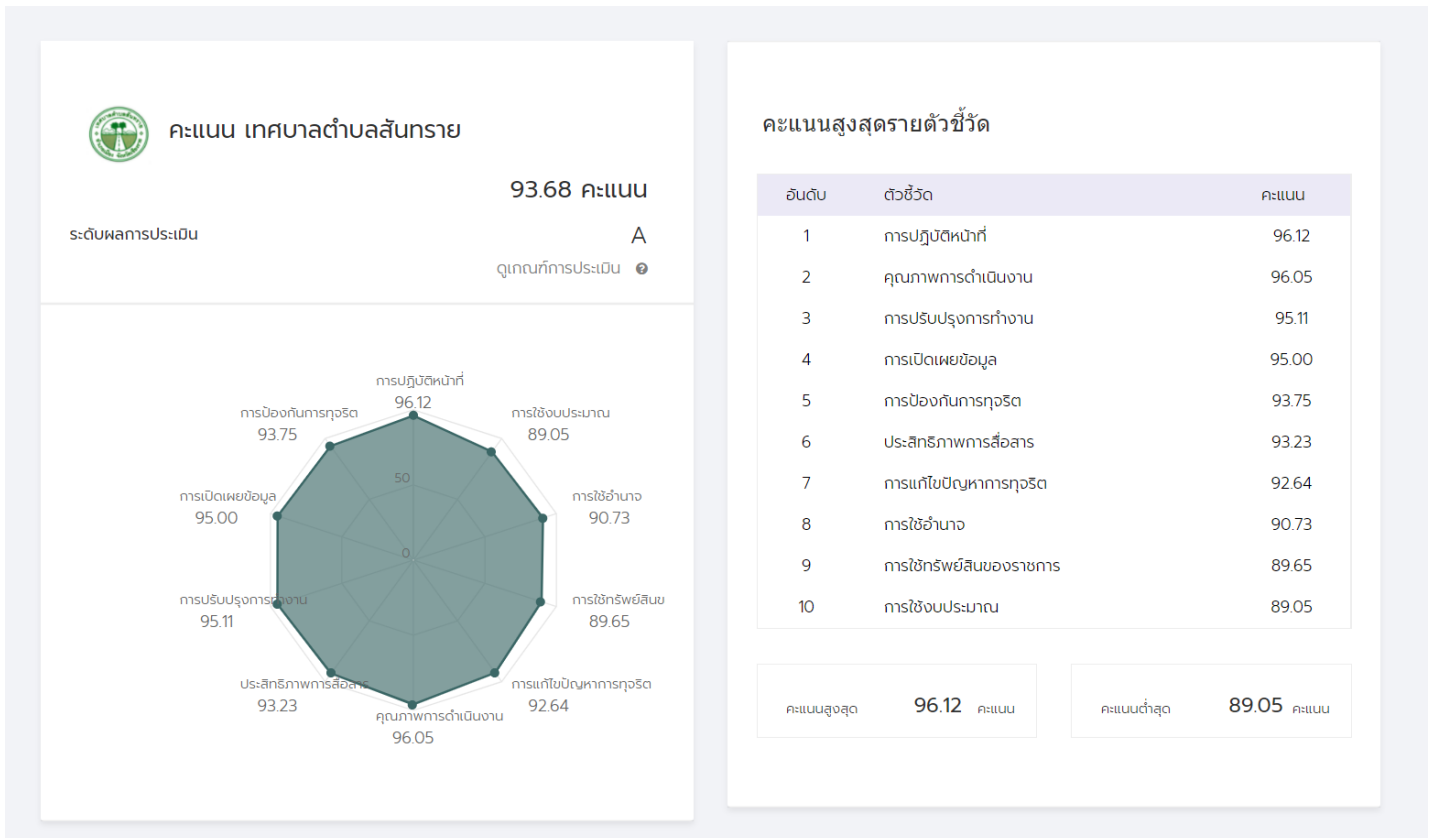 คะแนน เทศบาลตำบลสันทราย
93.68 คะแนน
ระดับผลการประเมิน A
ดูเกณฑ์การประเมิน ?
การปฏิบัติหน้าที่
96.12
การป้องกันการทุจริต
93.75
การใช้งบประมาณ
89.05
50
การเปิดเผยข้อมูล
95.00
การใช้อำนาจ
90.73
0
การปรับปรุงการทำงาน
95.11
การใช้ทรัพย์สินข
89.65
ประสิทธิภาพการสื่อสาร
93.23
การแก้ไขปัญหาการทุจริต
92.64
คุณภาพการดำเนินงาน
96.05
คะแนนสูงสุดรายตัวชี้วัด
อันดับ ตัวชี้วัด คะแนน
1 การปฏิบัติหน้าที่ 96.12
2 คุณภาพการดำเนินงาน 96.05
3 การปรับปรุงการทำงาน 95.11
4 การเปิดเผยข้อมูล 95.00
5 การป้องกันการทุจริต 93.75
6 ประสิทธิภาพการสื่อสาร 93.23
7 การแก้ไขปัญหาการทุจริต 92.64
8 การใช้อำนาจ 90.73
9 การใช้ทรัพย์สินของราชการ 89.65
10 การใช้งบประมาณ 89.05
คะแนนสูงสุด 96.12 คะแนน
คะแนนต่ำสุด 89.05 คะแนน